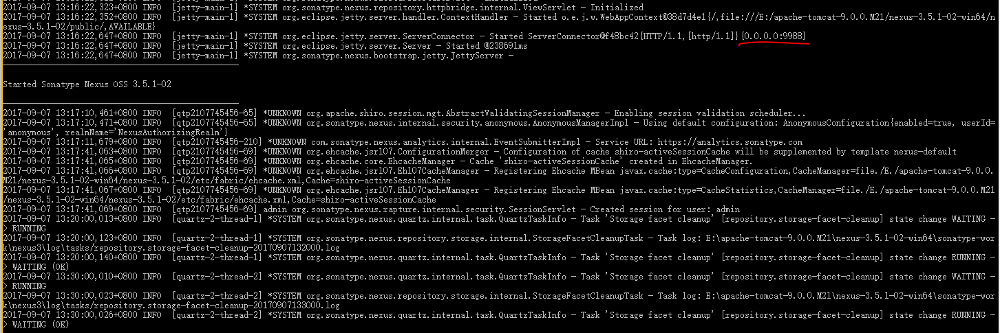 2017-09-07 13:16:22,323+0800 INFO  [jetty-main-1] *SYSTEM org.sonatype.nexus.repository.httpbridge.internal.ViewServlet - Initialized
2017-09-07 13:16:22,352+0800 INFO  [jetty-main-1] *SYSTEM org.eclipse.jetty.server.handler.ContextHandler - Started o.e.j.w.WebAppContext@38d7d4e1{/,file:///E:/apache-tomcat-9.0.0.M21/nexus-3.5.1-02-win64/n
exus-3.5.1-02/public/,AVAILABLE}
2017-09-07 13:16:22,647+0800 INFO  [jetty-main-1] *SYSTEM org.eclipse.jetty.server.ServerConnector - Started ServerConnector@f48bc42{HTTP/1.1,[http/1.1]}{0.0.0.0:9988}
2017-09-07 13:16:22,647+0800 INFO  [jetty-main-1] *SYSTEM org.eclipse.jetty.server.Server - Started @238691ms
2017-09-07 13:16:22,647+0800 INFO  [jetty-main-1] *SYSTEM org.sonatype.nexus.bootstrap.jetty.JettyServer -
-------------------------------------------------
Started Sonatype Nexus OSS 3.5.1-02
-------------------------------------------------
2017-09-07 13:17:10,461+0800 INFO  [qtp2107745456-65] *UNKNOWN org.apache.shiro.session.mgt.AbstractValidatingSessionManager - Enabling session validation scheduler...
2017-09-07 13:17:10,471+0800 INFO  [qtp2107745456-65] *UNKNOWN org.sonatype.nexus.internal.security.anonymous.AnonymousManagerImpl - Using default configuration: AnonymousConfiguration{enabled=true, userId=
'anonymous', realmName='NexusAuthorizingRealm'}
2017-09-07 13:17:11,679+0800 INFO  [qtp2107745456-210] *UNKNOWN com.sonatype.nexus.analytics.internal.EventSubmitterImpl - Service URL: https://analytics.sonatype.com
2017-09-07 13:17:41,063+0800 INFO  [qtp2107745456-69] *UNKNOWN org.ehcache.jsr107.ConfigurationMerger - Configuration of cache shiro-activeSessionCache will be supplemented by template nexus-default
2017-09-07 13:17:41,065+0800 INFO  [qtp2107745456-69] *UNKNOWN org.ehcache.core.EhcacheManager - Cache 'shiro-activeSessionCache' created in EhcacheManager.
2017-09-07 13:17:41,066+0800 INFO  [qtp2107745456-69] *UNKNOWN org.ehcache.jsr107.Eh107CacheManager - Registering Ehcache MBean javax.cache:type=CacheConfiguration,CacheManager=file./E./apache-tomcat-9.0.0.
M21/nexus-3.5.1-02-win64/nexus-3.5.1-02/etc/fabric/ehcache.xml,Cache=shiro-activeSessionCache
2017-09-07 13:17:41,067+0800 INFO  [qtp2107745456-69] *UNKNOWN org.ehcache.jsr107.Eh107CacheManager - Registering Ehcache MBean javax.cache:type=CacheStatistics,CacheManager=file./E./apache-tomcat-9.0.0.M21
/nexus-3.5.1-02-win64/nexus-3.5.1-02/etc/fabric/ehcache.xml,Cache=shiro-activeSessionCache
2017-09-07 13:17:41,069+0800 INFO  [qtp2107745456-69] admin org.sonatype.nexus.rapture.internal.security.SessionServlet - Created session for user: admin
2017-09-07 13:20:00,013+0800 INFO  [quartz-2-thread-1] *SYSTEM org.sonatype.nexus.quartz.internal.task.QuartzTaskInfo - Task 'Storage facet cleanup' [repository.storage-facet-cleanup] state change WAITING -
> RUNNING
2017-09-07 13:20:00,123+0800 INFO  [quartz-2-thread-1] *SYSTEM org.sonatype.nexus.repository.storage.internal.StorageFacetCleanupTask - Task log: E:\apache-tomcat-9.0.0.M21\nexus-3.5.1-02-win64\sonatype-wor
k\nexus3\log\tasks/repository.storage-facet-cleanup-20170907132000.log
2017-09-07 13:20:00,140+0800 INFO  [quartz-2-thread-1] *SYSTEM org.sonatype.nexus.quartz.internal.task.QuartzTaskInfo - Task 'Storage facet cleanup' [repository.storage-facet-cleanup] state change RUNNING -
> WAITING (OK)
2017-09-07 13:30:00,010+0800 INFO  [quartz-2-thread-2] *SYSTEM org.sonatype.nexus.quartz.internal.task.QuartzTaskInfo - Task 'Storage facet cleanup' [repository.storage-facet-cleanup] state change WAITING -
> RUNNING
2017-09-07 13:30:00,023+0800 INFO  [quartz-2-thread-2] *SYSTEM org.sonatype.nexus.repository.storage.internal.StorageFacetCleanupTask - Task log: E:\apache-tomcat-9.0.0.M21\nexus-3.5.1-02-win64\sonatype-wor
k\nexus3\log\tasks/repository.storage-facet-cleanup-20170907133000.log
2017-09-07 13:30:00,026+0800 INFO  [quartz-2-thread-2] *SYSTEM org.sonatype.nexus.quartz.internal.task.QuartzTaskInfo - Task 'Storage facet cleanup' [repository.storage-facet-cleanup] state change RUNNING -
> WAITING (OK)